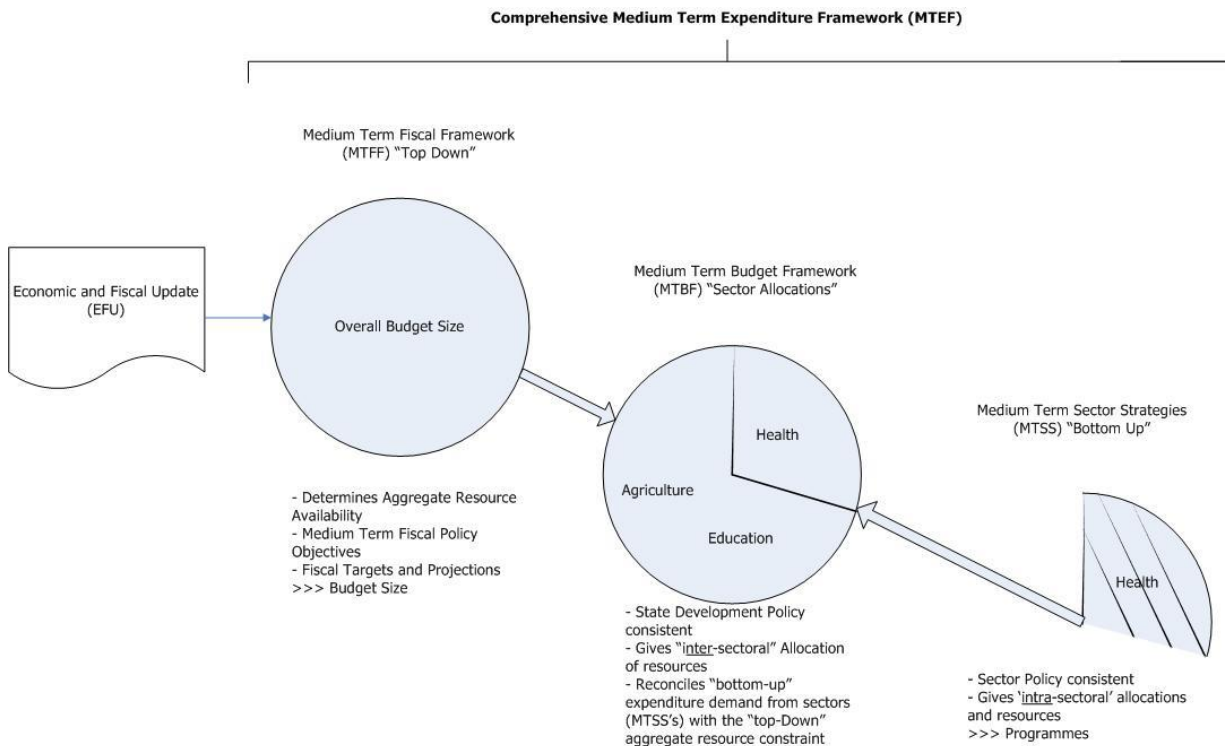 Comprehensive Medium Term Expenditure Framework (MTEF)
Medium Term Fiscal Framework
(MTFF) “Top Down”
Economic and Fiscal Update
(EFU)
Overall Budget Size
- Determines Aggregate Resource
Availability
- Medium Term Fiscal Policy
Objectives
- Fiscal Targets and Projections
>>> Budget Size
Medium Term Budget Framework
(MTBF) “Sector Allocations”
Health
Agriculture
Education
- State Development Policy
consistent
- Gives “inter-sectoral” Allocation
of resources
- Reconciles “bottom-up”
expenditure demand from sectors
(MTSS’s) with the “top-Down”
aggregate resource constraint
Medium Term Sector Strategies
(MTSS) “Bottom Up”
Health
- Sector Policy consistent
- Gives ‘intra-sectoral’ allocations
and resources
>>> Programmes